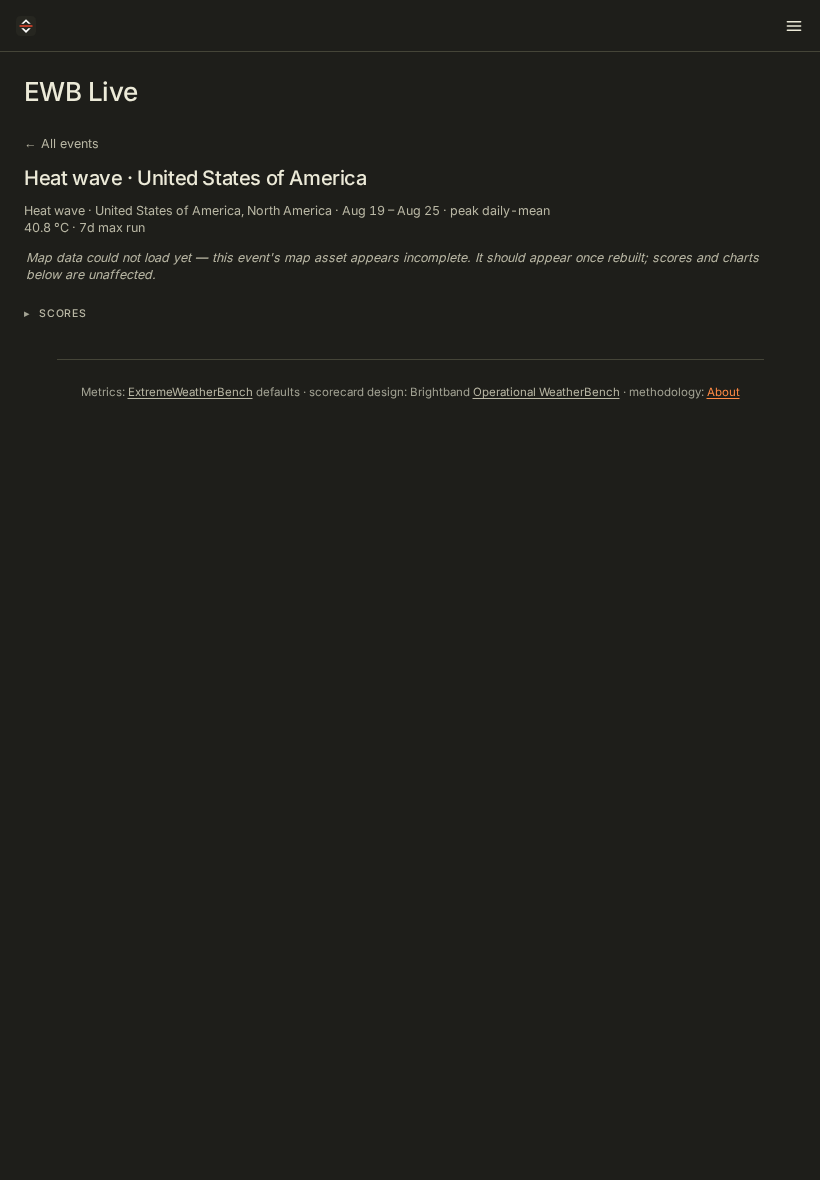 EWB Live
← All events
Heat wave · United States of America
Heat wave · United States of America, North America · Aug 19 – Aug 25 · peak daily-mean
40.8 °C · 7d max run
Map data could not load yet — this event's map asset appears incomplete. It should appear once rebuilt; scores and charts
below are unaffected.
▸ SCORES
Metrics: ExtremeWeatherBench defaults · scorecard design: Brightband Operational WeatherBench · methodology: About